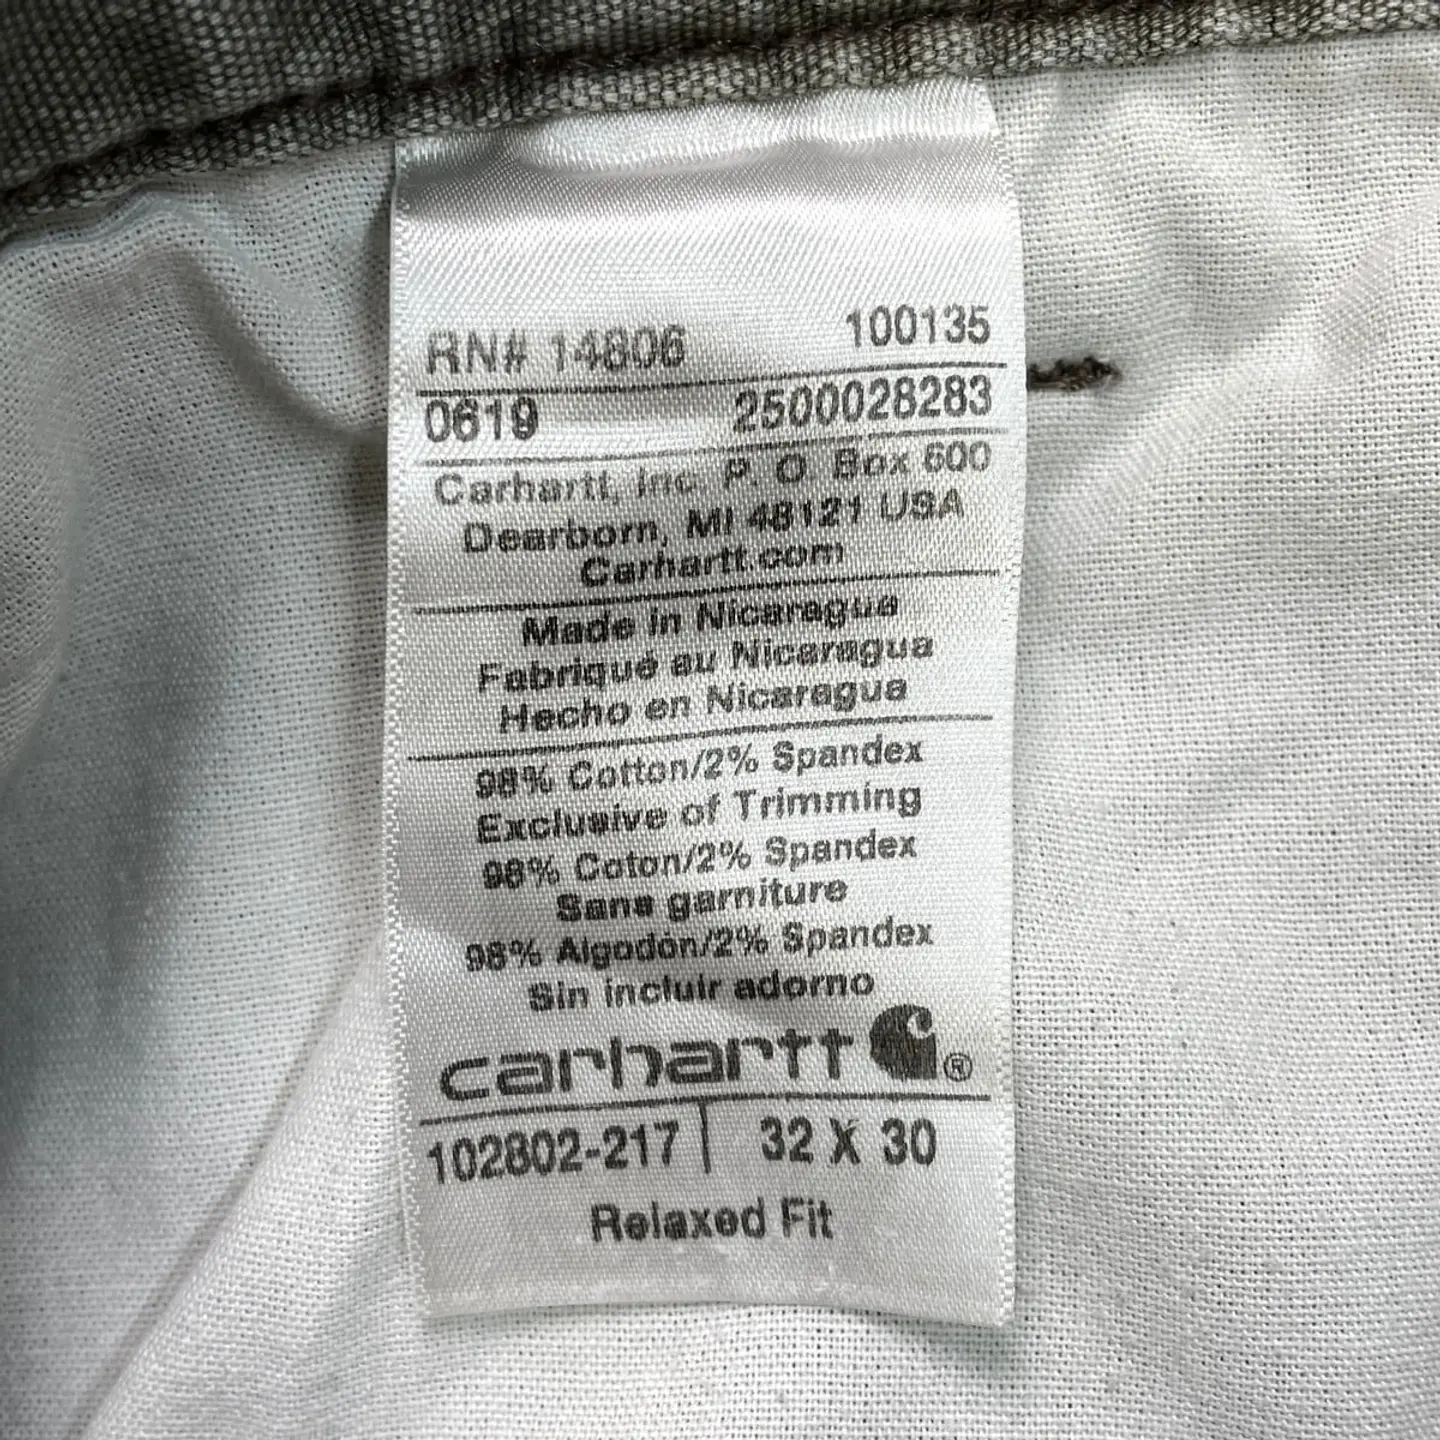 RN# 14806 100135
0619 2500028283
Carhartt, Inc. P. O. Box 600
Dearborn, MI 48121 USA
Carhartt.com
Made in Nicaragua
Fabriqué au Nicaragua
Hecho en Nicaragua
98% Cotton/2% Spandex
Exclusive of Trimming
98% Coton/2% Spandex
Sans garniture
98% Algodón/2% Spandex
Sin incluir adorno
carhartt ®
102802-217 | 32 X 30
Relaxed Fit